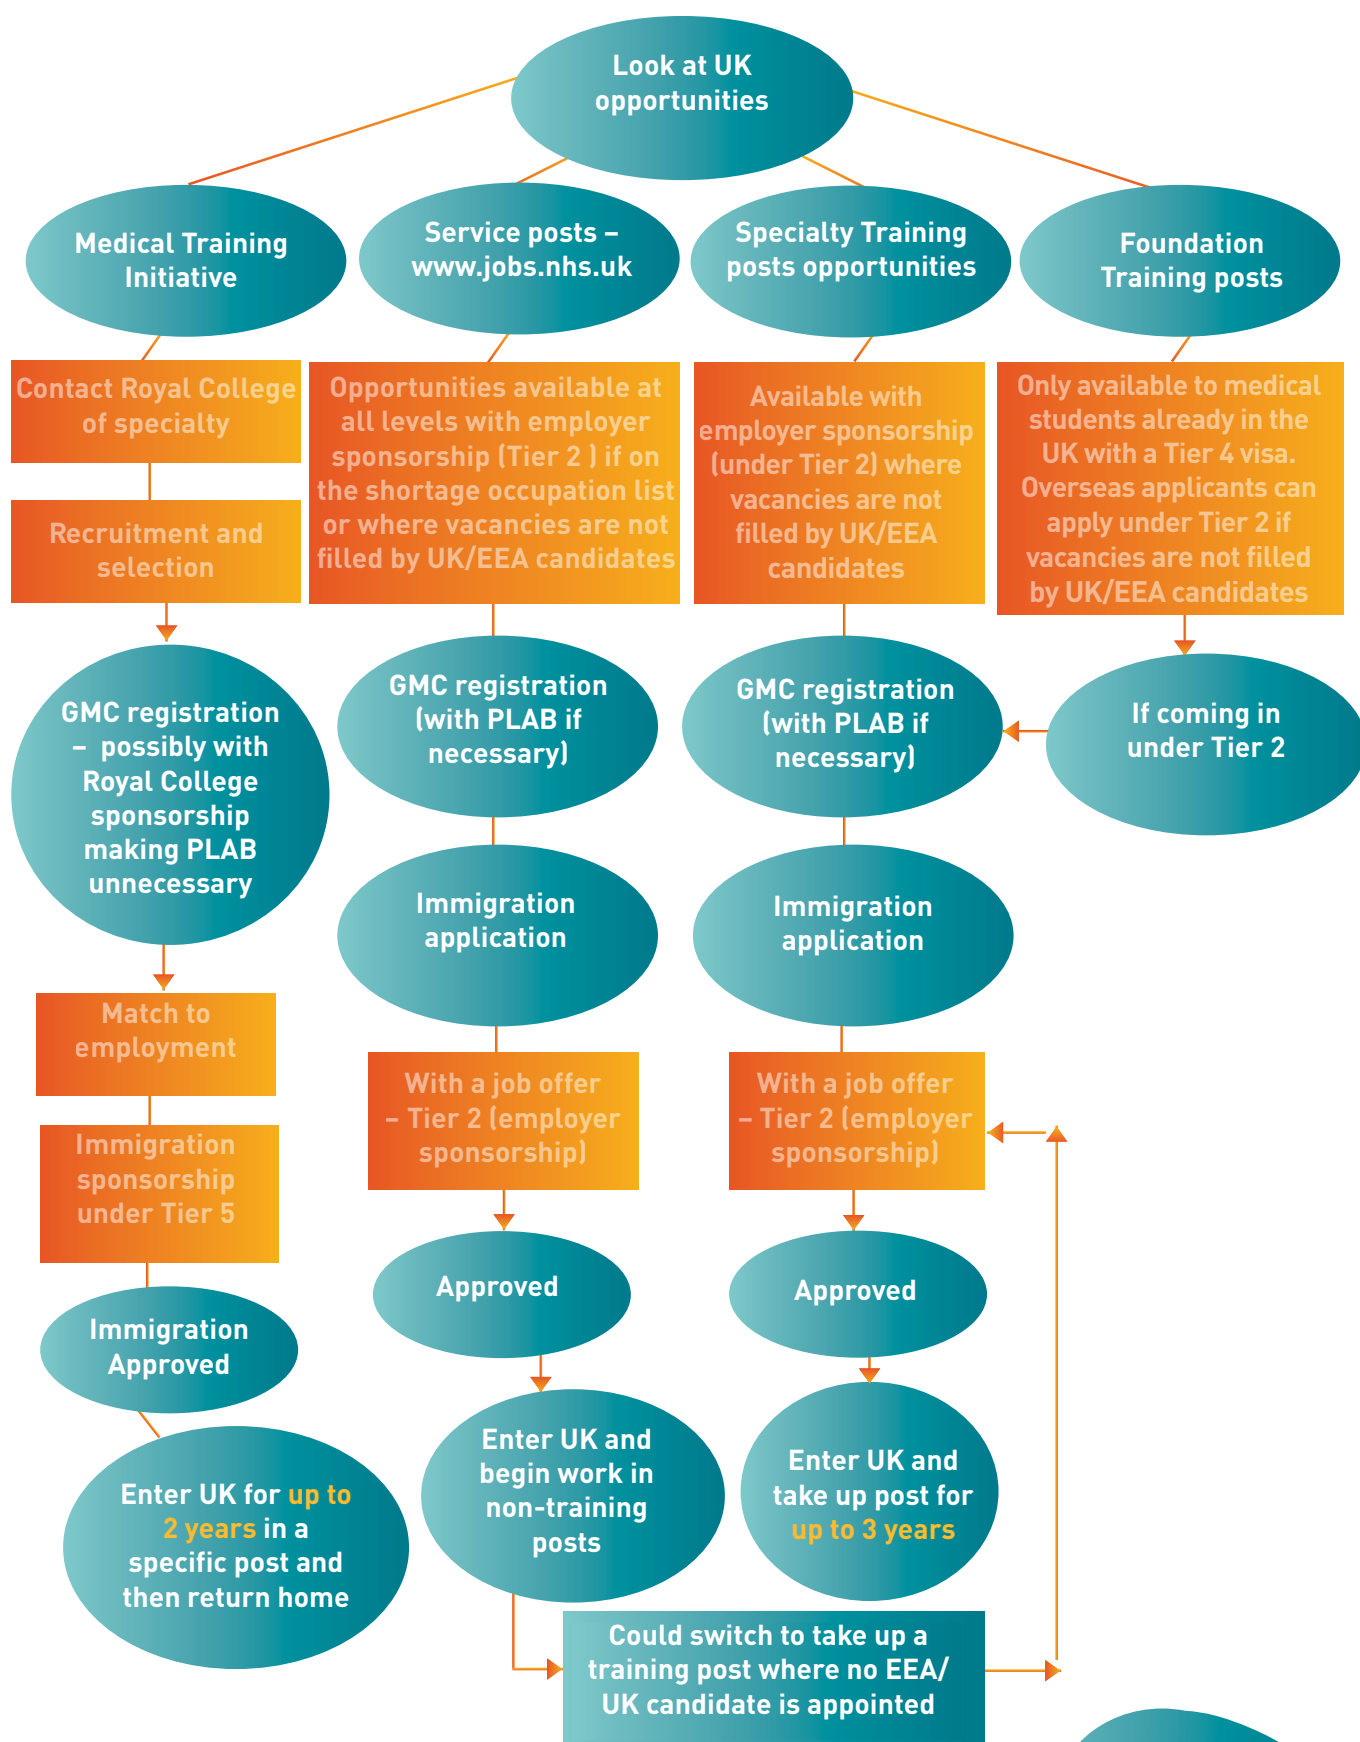 Look at UK
opportunities
Medical Training
Initiative
Service posts –
www.jobs.nhs.uk
Specialty Training
posts opportunities
Foundation
Training posts
Contact Royal College
of specialty
Opportunities available at
all levels with employer
sponsorship (Tier 2 ) if on
the shortage occupation list
or where vacancies are not
filled by UK/EEA candidates
Available with
employer sponsorship
(under Tier 2) where
vacancies are not
filled by UK/EEA
candidates
Only available to medical
students already in the
UK with a Tier 4 visa.
Overseas applicants can
apply under Tier 2 if
vacancies are not filled
by UK/EEA candidates
Recruitment and
selection
GMC registration
– possibly with
Royal College
sponsorship
making PLAB
unnecessary
GMC registration
(with PLAB if
necessary)
GMC registration
(with PLAB if
necessary)
If coming in
under Tier 2
Immigration
application
Immigration
application
Match to
employment
With a job offer
– Tier 2 (employer
sponsorship)
With a job offer
– Tier 2 (employer
sponsorship)
Immigration
sponsorship
under Tier 5
Approved
Approved
Immigration
Approved
Enter UK for up to
2 years in a
specific post and
then return home
Enter UK and
begin work in
non-training
posts
Enter UK and
take up post for
up to 3 years
Could switch to take up a
training post where no EEA/
UK candidate is appointed